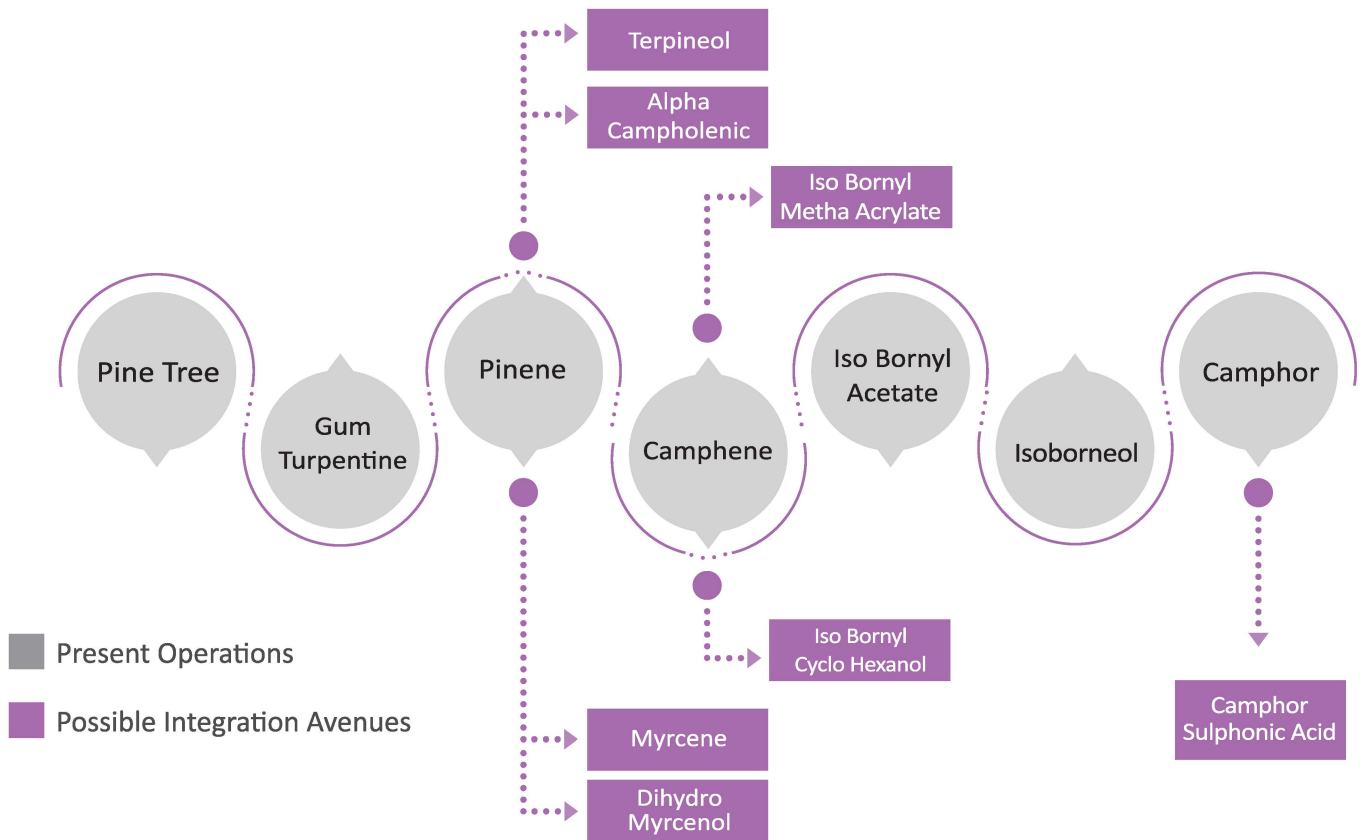 Terpineol
Alpha
Campholenic
Iso Bornyl
Metha Acrylate
Pine Tree
Gum
Turpentine
Pinene
Camphene
Iso Bornyl
Acetate
Isoborneol
Camphor
Present Operations
Possible Integration Avenues
Iso Bornyl
Cyclo Hexanol
Myrcene
Dihydro
Myrcenol
Camphor
Sulphonic Acid